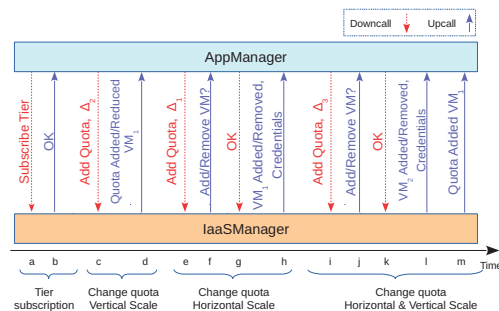 Downcall
Upcall
AppManager
Subscribe Tier
OK
Add Quota, Δ2
Quota Added/Reduced
VM1
Add Quota, Δ1
Add/Remove VM?
OK
VM1 Added/Removed,
Credentials
Add Quota, Δ3
Add/Remove VM?
OK
VM2 Added/Removed,
Credentials
Quota Added VM1
IaaSManager
a b c d e f g h i j k l m Time
Tier
subscription
Change quota
Vertical Scale
Change quota
Horizontal Scale
Change quota
Horizontal & Vertical Scale